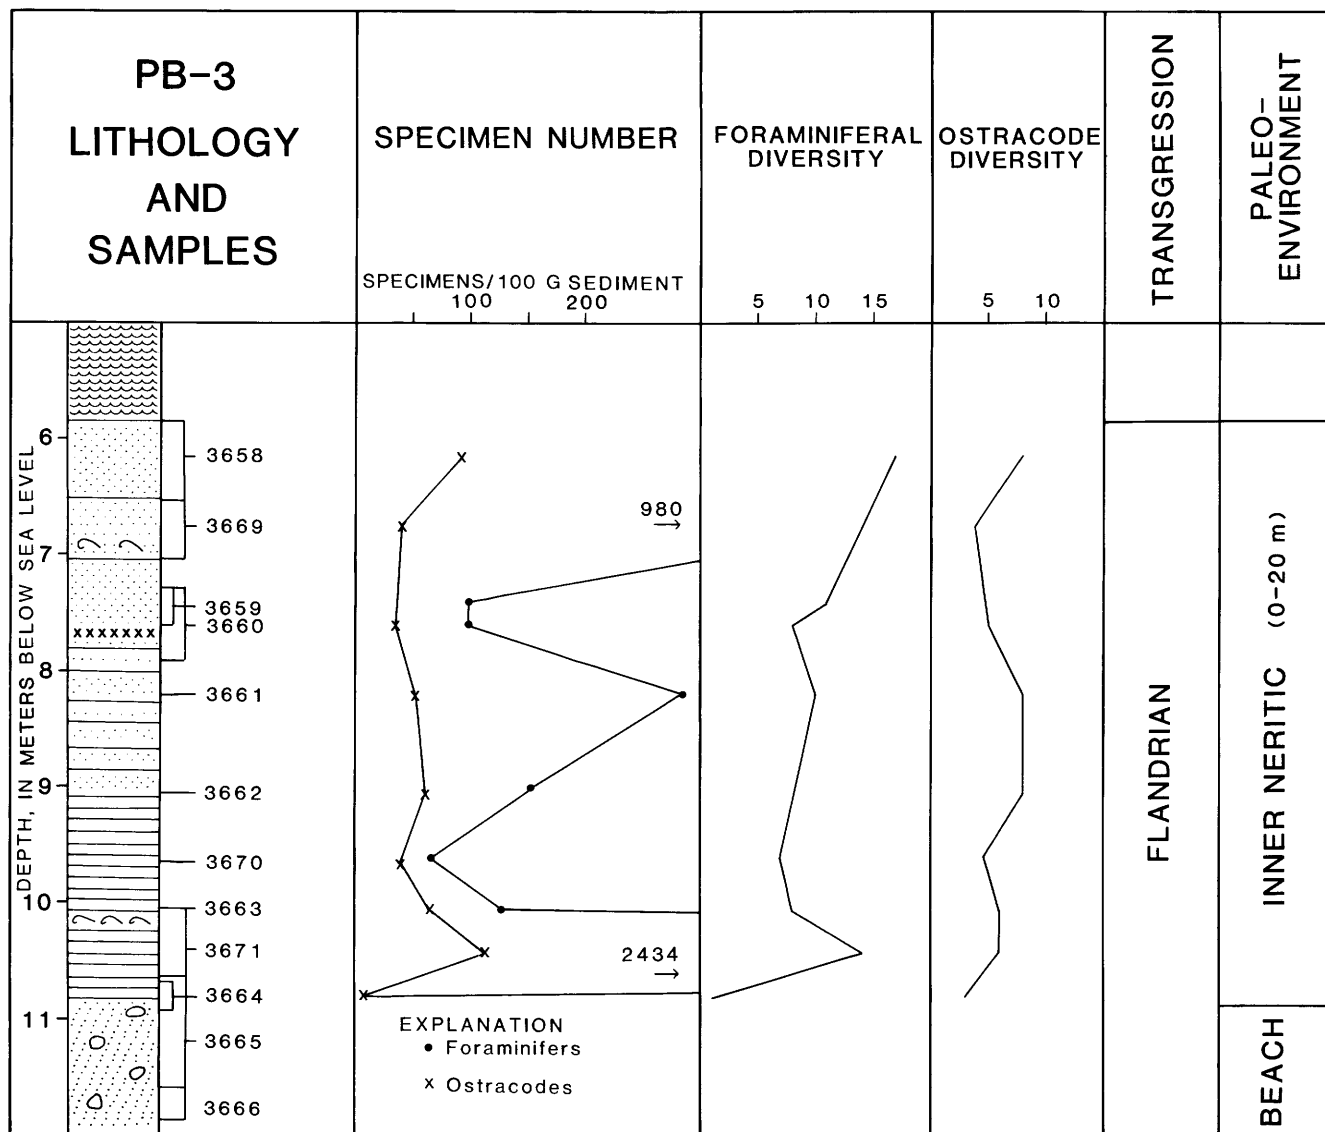 PB-3
LITHOLOGY
AND
SAMPLES
SPECIMEN NUMBER
SPECIMENS/100 G SEDIMENT
100 200
FORAMINIFERAL
DIVERSITY
5 10 15
OSTRACODE
DIVERSITY
5 10
TRANSGRESSION
PALEO-
ENVIRONMENT
DEPTH, IN METERS BELOW SEA LEVEL
6
7
8
9
10
11
3658
3669
3659
3660
3661
3662
3670
3663
3671
3664
3665
3666
980
2434
EXPLANATION
Foraminifers
x Ostracodes
FLANDRIAN
INNER NERITIC (0-20 m)
BEACH